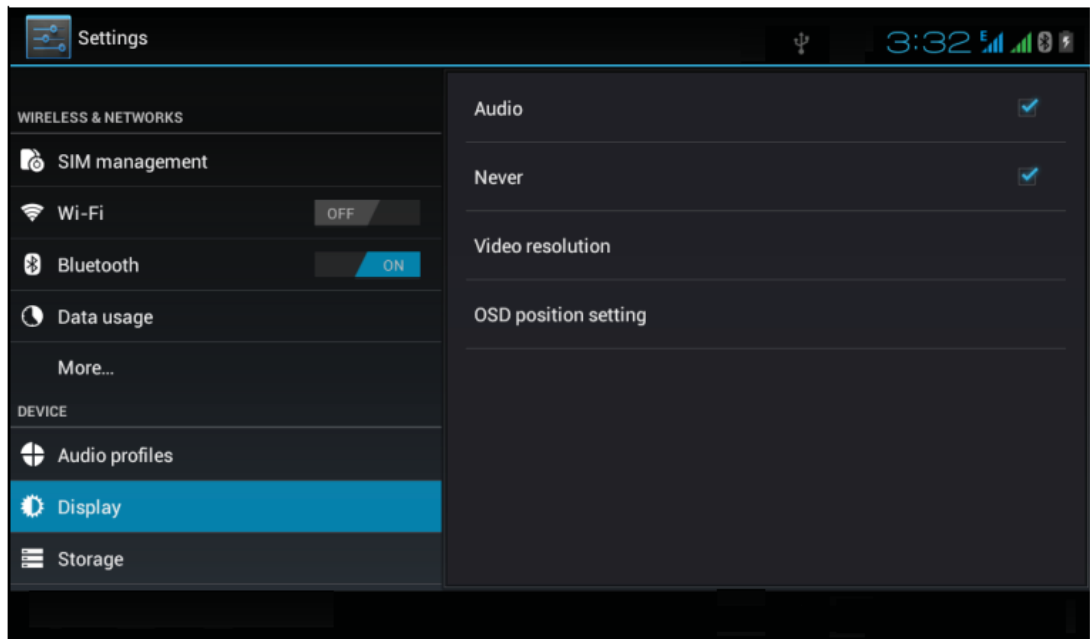 Settings
3:32
E
WIRELESS & NETWORKS
SIM management
Wi-Fi
OFF
Bluetooth
ON
Data usage
More...
DEVICE
Audio profiles
Display
Storage
Audio
Never
Video resolution
OSD position setting